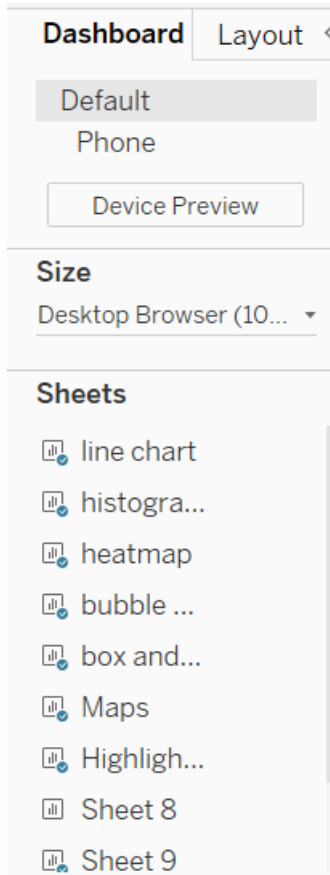 Dashboard Layout
Default
Phone
Device Preview
Size
Desktop Browser (10...
Sheets
line chart
histogra...
heatmap
bubble ...
box and...
Maps
Highligh...
Sheet 8
Sheet 9